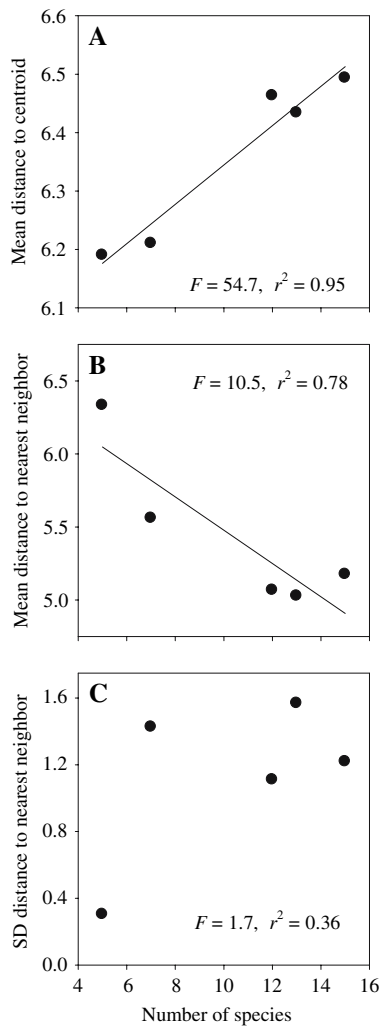 A
Mean distance to centroid
6.6
6.5
6.4
6.3
6.2
6.1
F = 54.7, r² = 0.95
B
Mean distance to nearest neighbor
6.5
6.0
5.5
5.0
F = 10.5, r² = 0.78
C
SD distance to nearest neighbor
1.6
1.2
0.8
0.4
0.0
F = 1.7, r² = 0.36
4 6 8 10 12 14 16
Number of species